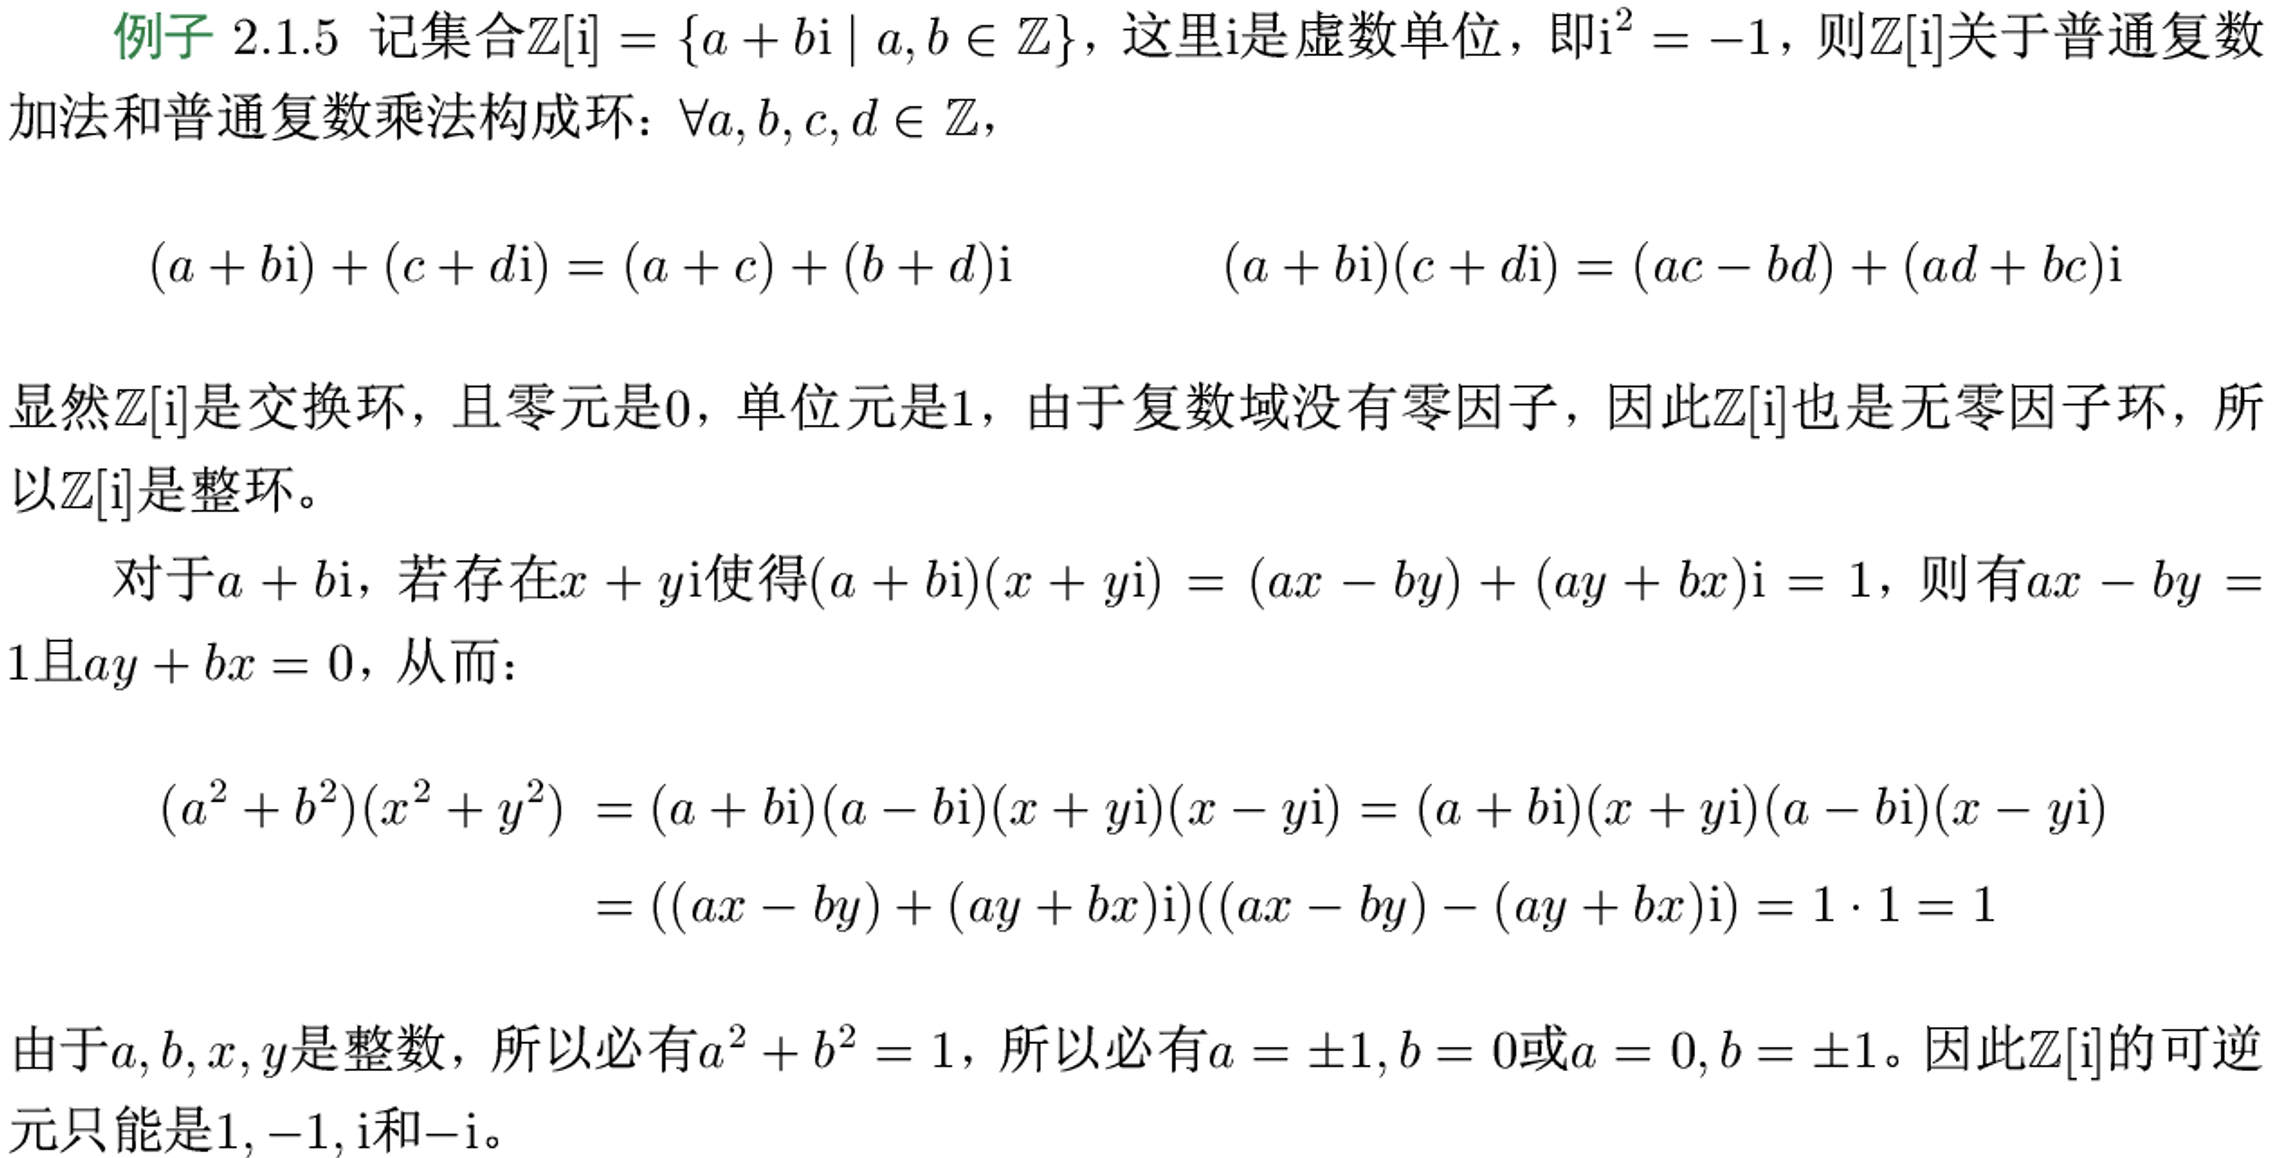 例子 2.1.5 记集合ℤ[i] = {a + bi | a, b ∈ ℤ}，这里i是虚数单位，即i² = −1，则ℤ[i]关于普通复数
加法和普通复数乘法构成环：∀a, b, c, d ∈ ℤ，
(a + bi) + (c + di) = (a + c) + (b + d)i (a + bi)(c + di) = (ac − bd) + (ad + bc)i
显然ℤ[i]是交换环，且零元是0，单位元是1，由于复数域没有零因子，因此ℤ[i]也是无零因子环，所
以ℤ[i]是整环。
对于a + bi，若存在x + yi使得(a + bi)(x + yi) = (ax − by) + (ay + bx)i = 1，则有ax − by =
1且ay + bx = 0，从而：
(a² + b²)(x² + y²) = (a + bi)(a − bi)(x + yi)(x − yi) = (a + bi)(x + yi)(a − bi)(x − yi)
= ((ax − by) + (ay + bx)i)((ax − by) − (ay + bx)i) = 1 · 1 = 1
由于a, b, x, y是整数，所以必有a² + b² = 1，所以必有a = ±1, b = 0或a = 0, b = ±1。因此ℤ[i]的可逆
元只能是1, −1, i和−i。